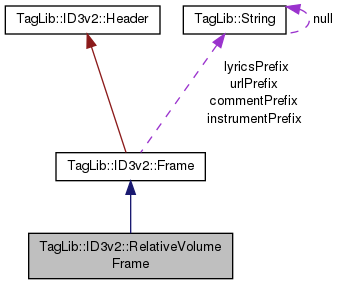 TagLib::ID3v2::Header
TagLib::String
null
lyricsPrefix
urlPrefix
commentPrefix
instrumentPrefix
TagLib::ID3v2::Frame
TagLib::ID3v2::RelativeVolume
Frame